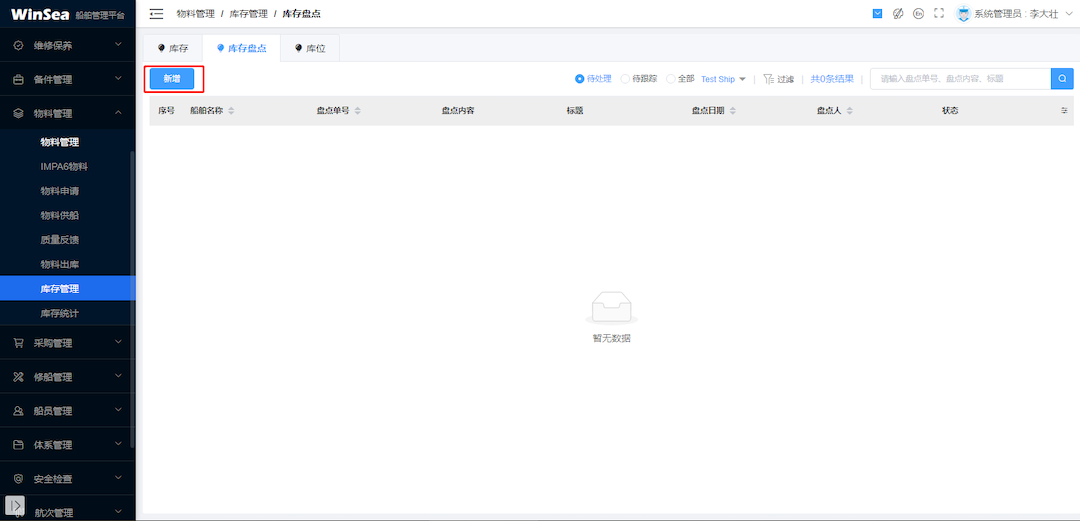 WinSea 船舶管理平台
物料管理 / 库存管理 / 库存盘点
En
系统管理员 : 李大壮
维修保养
备件管理
物料管理
物料管理
IMPA6物料
物料申请
物料供船
质量反馈
物料出库
库存管理
库存统计
采购管理
修船管理
船员管理
体系管理
安全检查
航次管理
库存 库存盘点 库位
新增 待处理 待跟踪 全部 Test Ship 过滤 共0条结果 请输入盘点单号、盘点内容、标题
序号 船舶名称 盘点单号 盘点内容 标题 盘点日期 盘点人 状态
暂无数据